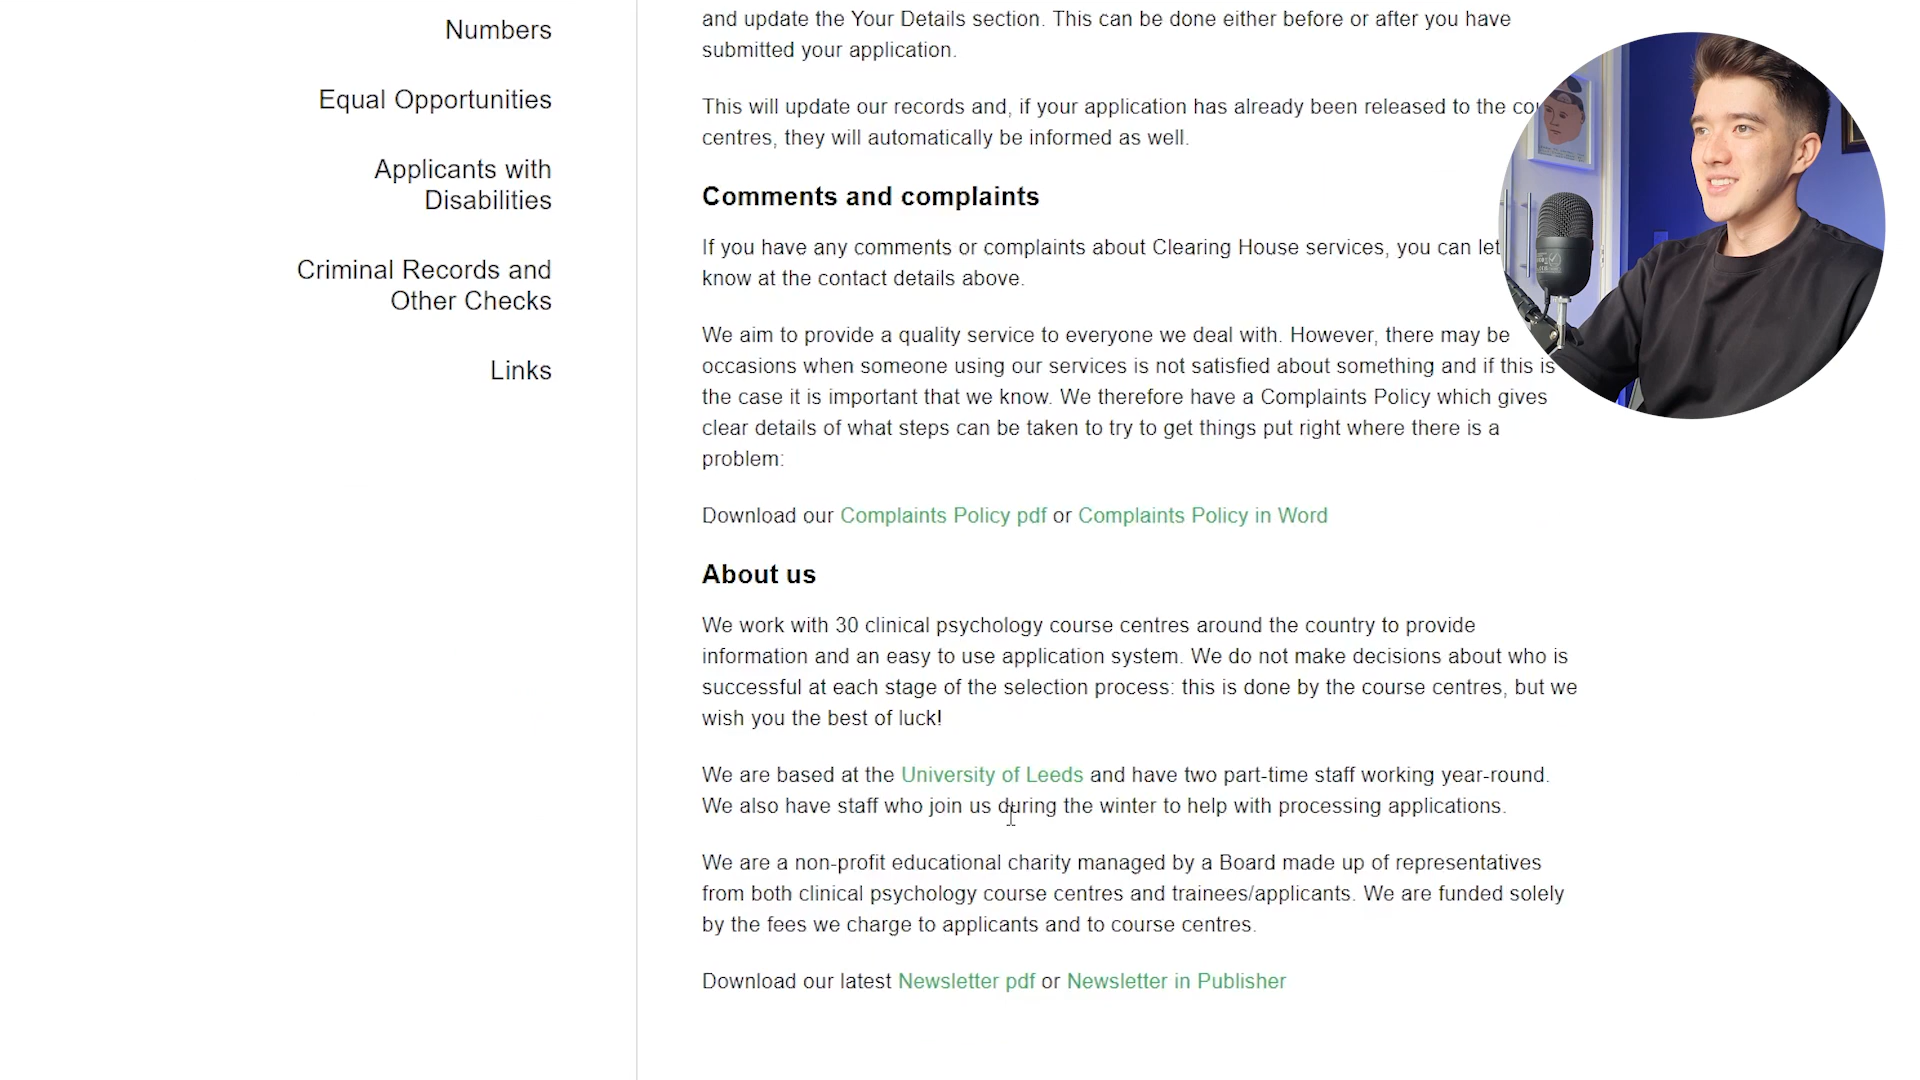 Numbers
Equal Opportunities
Applicants with
Disabilities
Criminal Records and
Other Checks
Links
and update the Your Details section. This can be done either before or after you have
submitted your application.
This will update our records and, if your application has already been released to the
centres, they will automatically be informed as well.
Comments and complaints
If you have any comments or complaints about Clearing House services, you can let
know at the contact details above.
We aim to provide a quality service to everyone we deal with. However, there may be
occasions when someone using our services is not satisfied about something and if this is
the case it is important that we know. We therefore have a Complaints Policy which gives
clear details of what steps can be taken to try to get things put right where there is a
problem:
Download our Complaints Policy pdf or Complaints Policy in Word
About us
We work with 30 clinical psychology course centres around the country to provide
information and an easy to use application system. We do not make decisions about who is
successful at each stage of the selection process: this is done by the course centres, but we
wish you the best of luck!
We are based at the University of Leeds and have two part-time staff working year-round.
We also have staff who join us during the winter to help with processing applications.
We are a non-profit educational charity managed by a Board made up of representatives
from both clinical psychology course centres and trainees/applicants. We are funded solely
by the fees we charge to applicants and to course centres.
Download our latest Newsletter pdf or Newsletter in Publisher